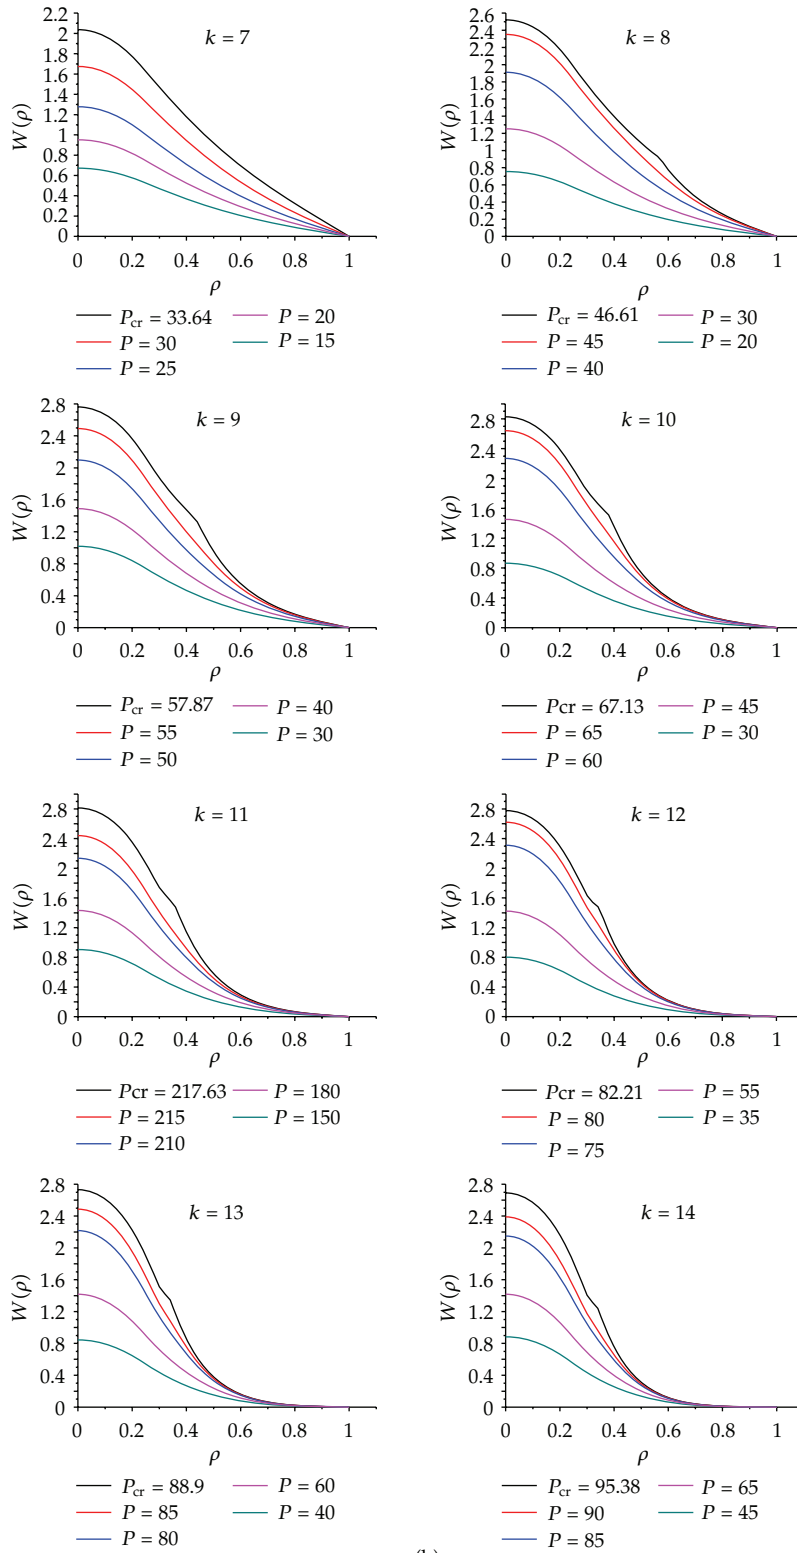 2.2
2
1.8
1.6
1.4
1.2
1
0.8
0.6
0.4
0.2
0
W(ρ)
k = 7
0 0.2 0.4 0.6 0.8 1
ρ
Pcr = 33.64 P = 20
P = 30 P = 15
P = 25
2.6
2.4
2.2
2
1.8
1.6
1.4
1.2
1
0.8
0.6
0.4
0.2
0
W(ρ)
k = 8
0 0.2 0.4 0.6 0.8 1
ρ
Pcr = 46.61 P = 30
P = 45 P = 20
P = 40
2.8
2.4
2
1.6
1.2
0.8
0.4
0
W(ρ)
k = 9
0 0.2 0.4 0.6 0.8 1
ρ
Pcr = 57.87 P = 40
P = 55 P = 30
P = 50
2.8
2.4
2
1.6
1.2
0.8
0.4
0
W(ρ)
k = 10
0 0.2 0.4 0.6 0.8 1
ρ
Pcr = 67.13 P = 45
P = 65 P = 30
P = 60
2.8
2.4
2
1.6
1.2
0.8
0.4
0
W(ρ)
k = 11
0 0.2 0.4 0.6 0.8 1
ρ
Pcr = 217.63 P = 180
P = 215 P = 150
P = 210
2.8
2.4
2
1.6
1.2
0.8
0.4
0
W(ρ)
k = 12
0 0.2 0.4 0.6 0.8 1
ρ
Pcr = 82.21 P = 55
P = 80 P = 35
P = 75
2.8
2.4
2
1.6
1.2
0.8
0.4
0
W(ρ)
k = 13
0 0.2 0.4 0.6 0.8 1
ρ
Pcr = 88.9 P = 60
P = 85 P = 40
P = 80
2.8
2.4
2
1.6
1.2
0.8
0.4
0
W(ρ)
k = 14
0 0.2 0.4 0.6 0.8 1
ρ
Pcr = 95.38 P = 65
P = 90 P = 45
P = 85